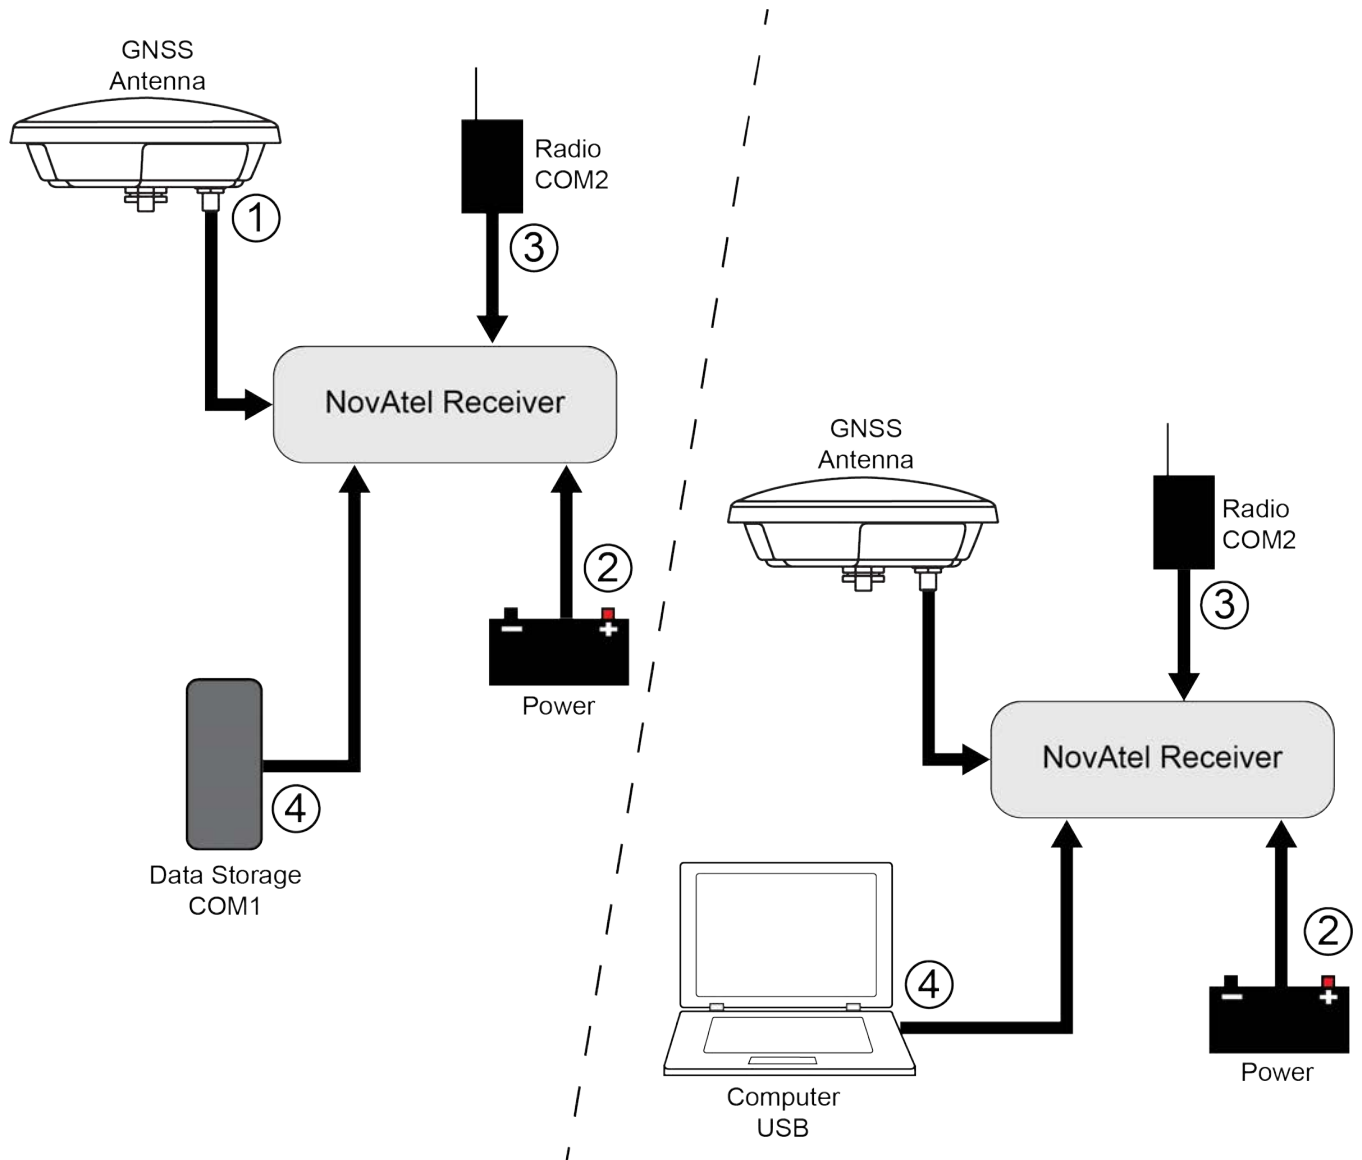 GNSS
Antenna
Radio
COM2
1
3
NovAtel Receiver
2
Power
4
Data Storage
COM1
GNSS
Antenna
Radio
COM2
3
NovAtel Receiver
2
4
Power
Computer
USB